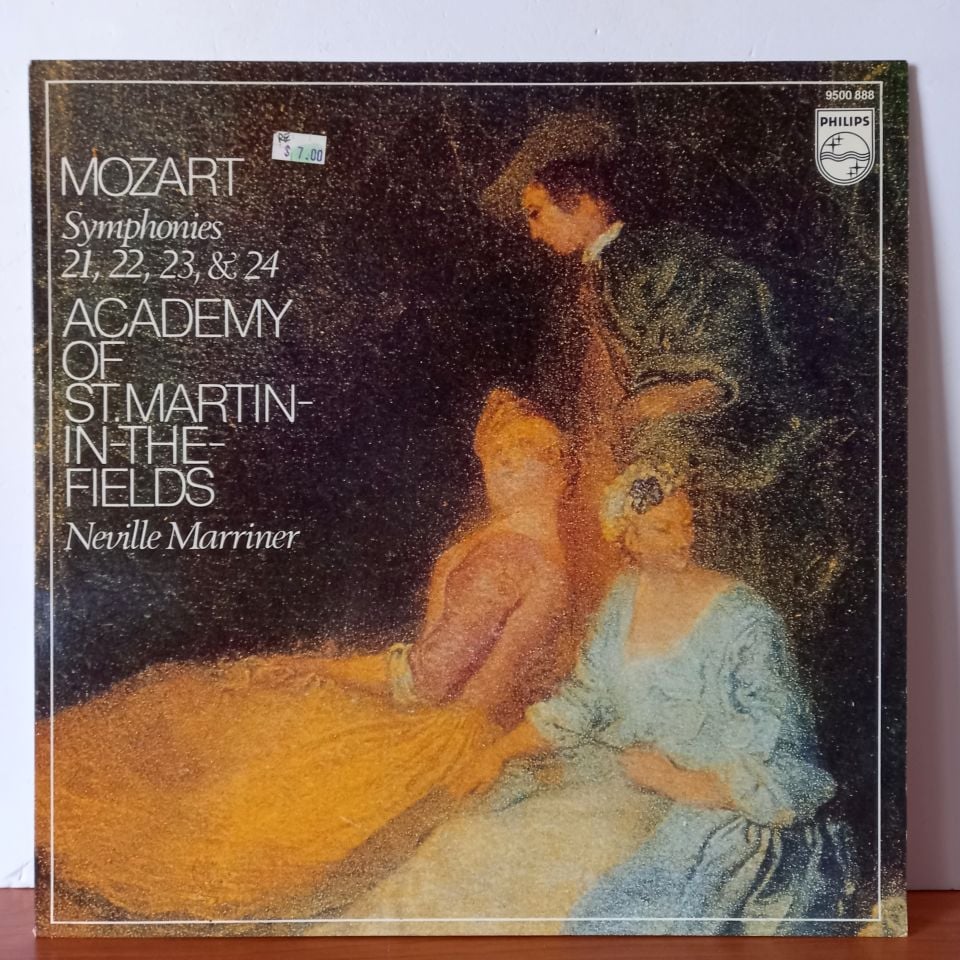 9500 888
PHILIPS
$ 7.00
MOZART
Symphonies
21, 22, 23, & 24
ACADEMY
OF
ST. MARTIN-
IN-THE-
FIELDS
Neville Marriner